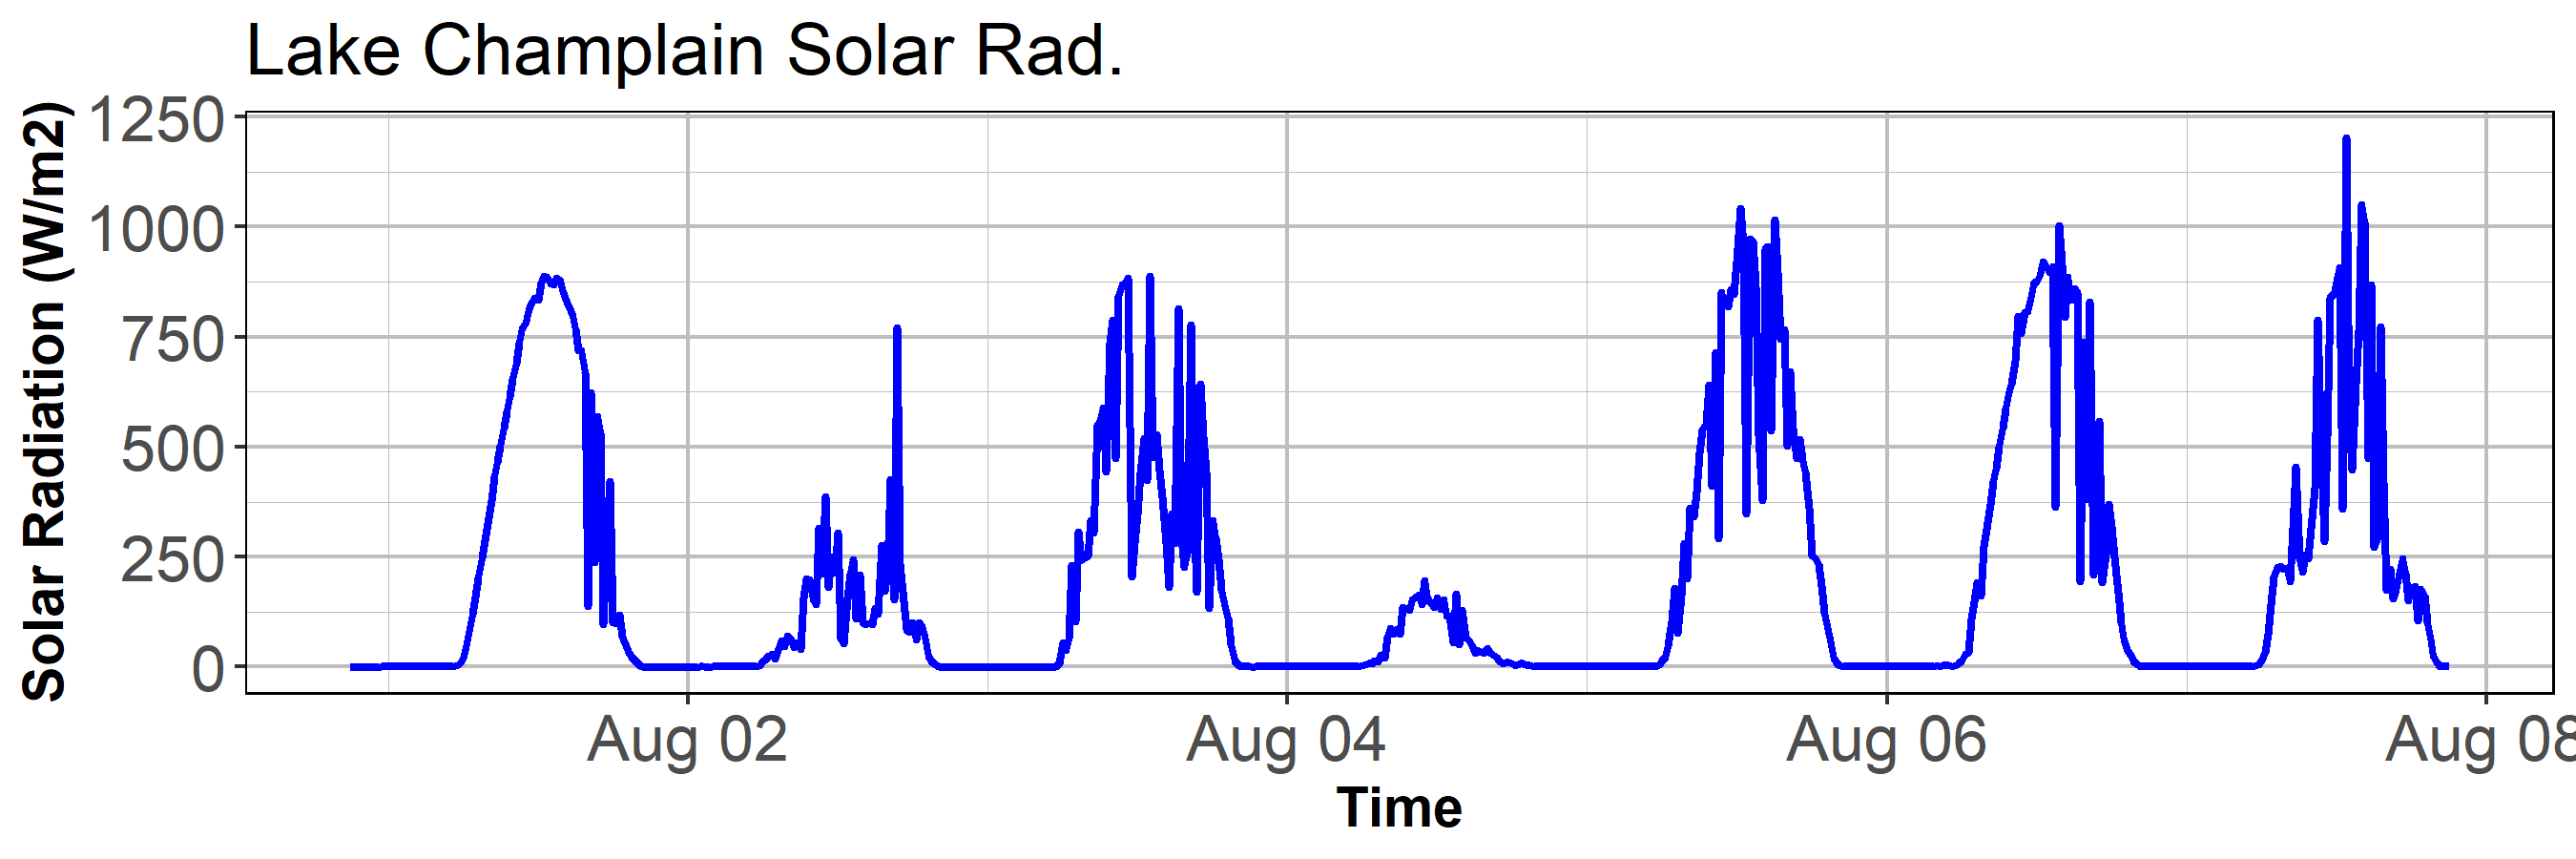 Lake Champlain Solar Rad.
Solar Radiation (W/m2)
1250
1000
750
500
250
0
Aug 02 Aug 04 Aug 06 Aug 08
Time